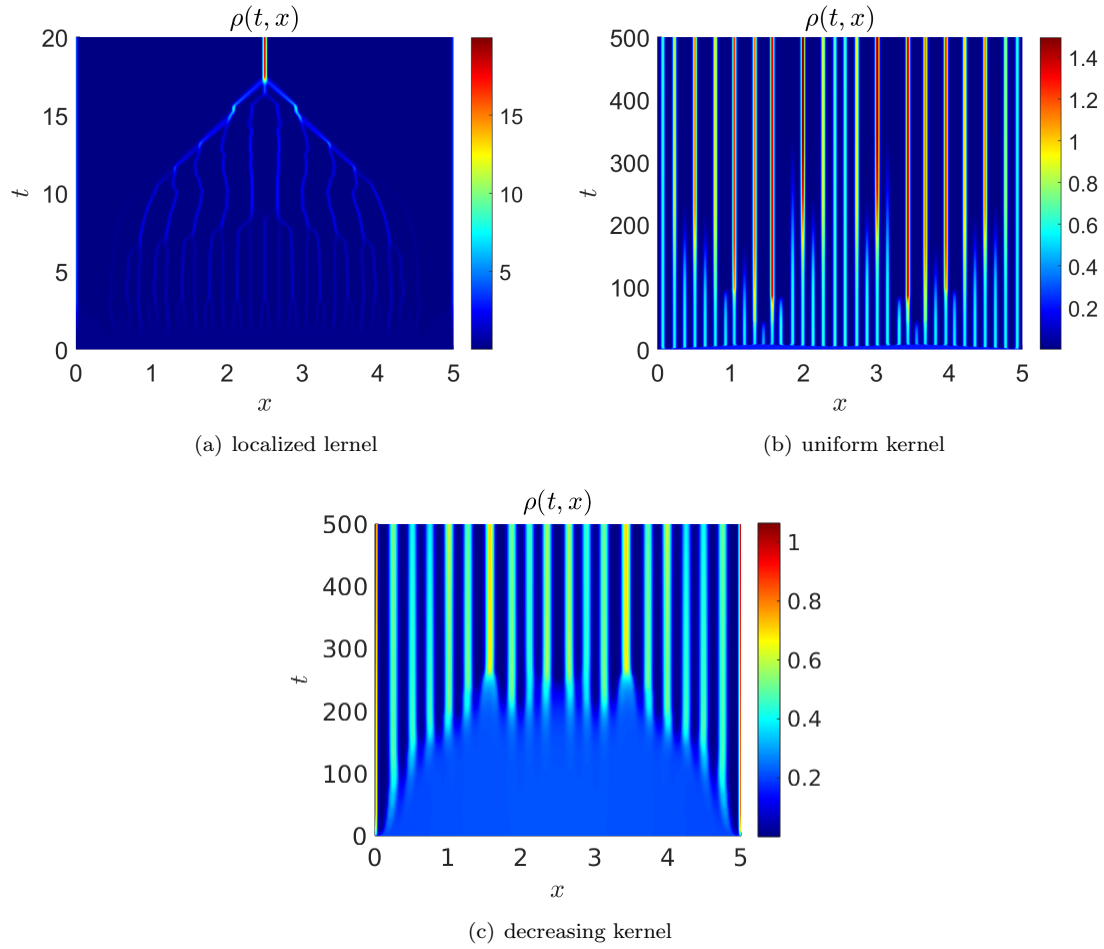 ρ(t, x)
20
15
10
5
0
t
0 1 2 3 4 5
x
15
10
5
(a) localized lernel
ρ(t, x)
500
400
300
200
100
0
t
0 1 2 3 4 5
x
1.4
1.2
1
0.8
0.6
0.4
0.2
(b) uniform kernel
ρ(t, x)
500
400
300
200
100
0
t
0 1 2 3 4 5
x
1
0.8
0.6
0.4
0.2
(c) decreasing kernel